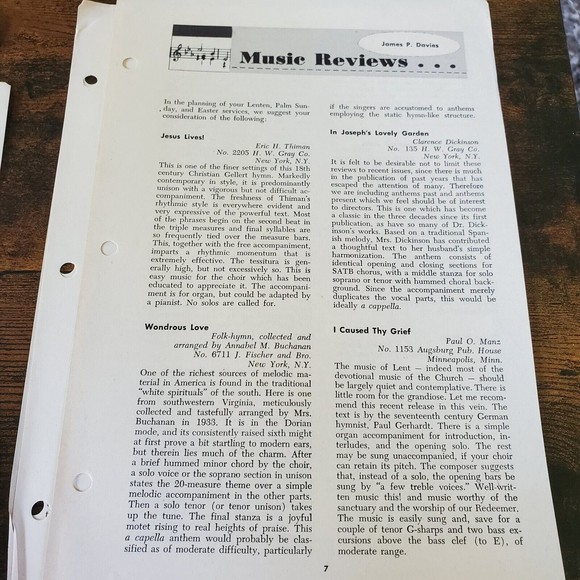 James P. Davies
Music Reviews . . .
In the planning of your Lenten, Palm Sun-
day, and Easter services, we suggest your
consideration of the following:
Jesus Lives!
Eric H. Thiman
No. 2205 H. W. Gray Co.
New York, N.Y.
This is one of the finer settings of this 18th
century Christian Gellert hymn. Markedly
contemporary in style, it is predominantly
unison with a vigorous but not difficult ac-
companiment. The freshness of Thiman's
rhythmic style is everywhere evident and
very expressive of the powerful text. Most
of the phrases begin on the second beat in
the triple measures and final syllables are
so frequently tied over the measure bars.
This, together with the free accompaniment,
imparts a rhythmic momentum that is
extremely effective. The tessitura is gen-
erally high, but not excessively so. This is
easy music for the choir which has been
educated to appreciate it. The accompani-
ment is for organ, but could be adapted by
a pianist. No solos are called for.
Wondrous Love
Folk-hymn, collected and
arranged by Annabel M. Buchanan
No. 6711 J. Fischer and Bro.
New York, N.Y.
One of the richest sources of melodic ma-
terial in America is found in the traditional
"white spirituals" of the south. Here is one
from southwestern Virginia, meticulously
collected and tastefully arranged by Mrs.
Buchanan in 1933. It is in the Dorian
mode, and its consistently raised sixth might
at first prove a bit startling to modern ears,
but therein lies much of the charm. After
a brief hummed minor chord by the choir,
a solo voice or the soprano section in unison
states the 20-measure theme over a simple
melodic accompaniment in the other parts.
Then a solo tenor (or tenor unison) takes
up the tune. The final stanza is a joyful
motet rising to real heights of praise. This
a capella anthem would probably be clas-
sified as of moderate difficulty, particularly
if the singers are accustomed to anthems
employing the static hymn-like structure.
In Joseph's Lovely Garden
Clarence Dickinson
No. 135 H. W. Gray Co.
New York, N.Y.
It is felt to be desirable not to limit these
reviews to recent issues, since there is much
in the publication of past years that has
escaped the attention of many. Therefore
we are including anthems past and anthems
present which we feel should be of interest
to directors. This is one which has become
a classic in the three decades since its first
publication, as have so many of Dr. Dick-
inson's works. Based on a traditional Span-
ish melody, Mrs. Dickinson has contributed
a thoughtful text to her husband's simple
harmonization. The anthem consists of
identical opening and closing sections for
SATB chorus, with a middle stanza for solo
soprano or tenor with hummed choral back-
ground. Since the accompaniment merely
duplicates the vocal parts, this would be
ideally a capella.
I Caused Thy Grief
Paul O. Manz
No. 1153 Augsburg Pub. House
Minneapolis, Minn.
The music of Lent – indeed most of the
devotional music of the Church – should
be largely quiet and contemplative. There is
little room for the grandiose. Let me recom-
mend this recent release in this vein. The
text is by the seventeenth century German
hymnist, Paul Gerhardt. There is a simple
organ accompaniment for introduction, in-
terludes, and the opening solo. The rest
may be sung unaccompanied, if your choir
can retain its pitch. The composer suggests
that, instead of a solo, the opening bars be
sung by "a few treble voices." Well-writ-
ten music this! and music worthy of the
sanctuary and the worship of our Redeemer.
The music is easily sung and, save for a
couple of tenor G-sharps and two bass ex-
cursions above the bass clef (to E), of
moderate range.
7